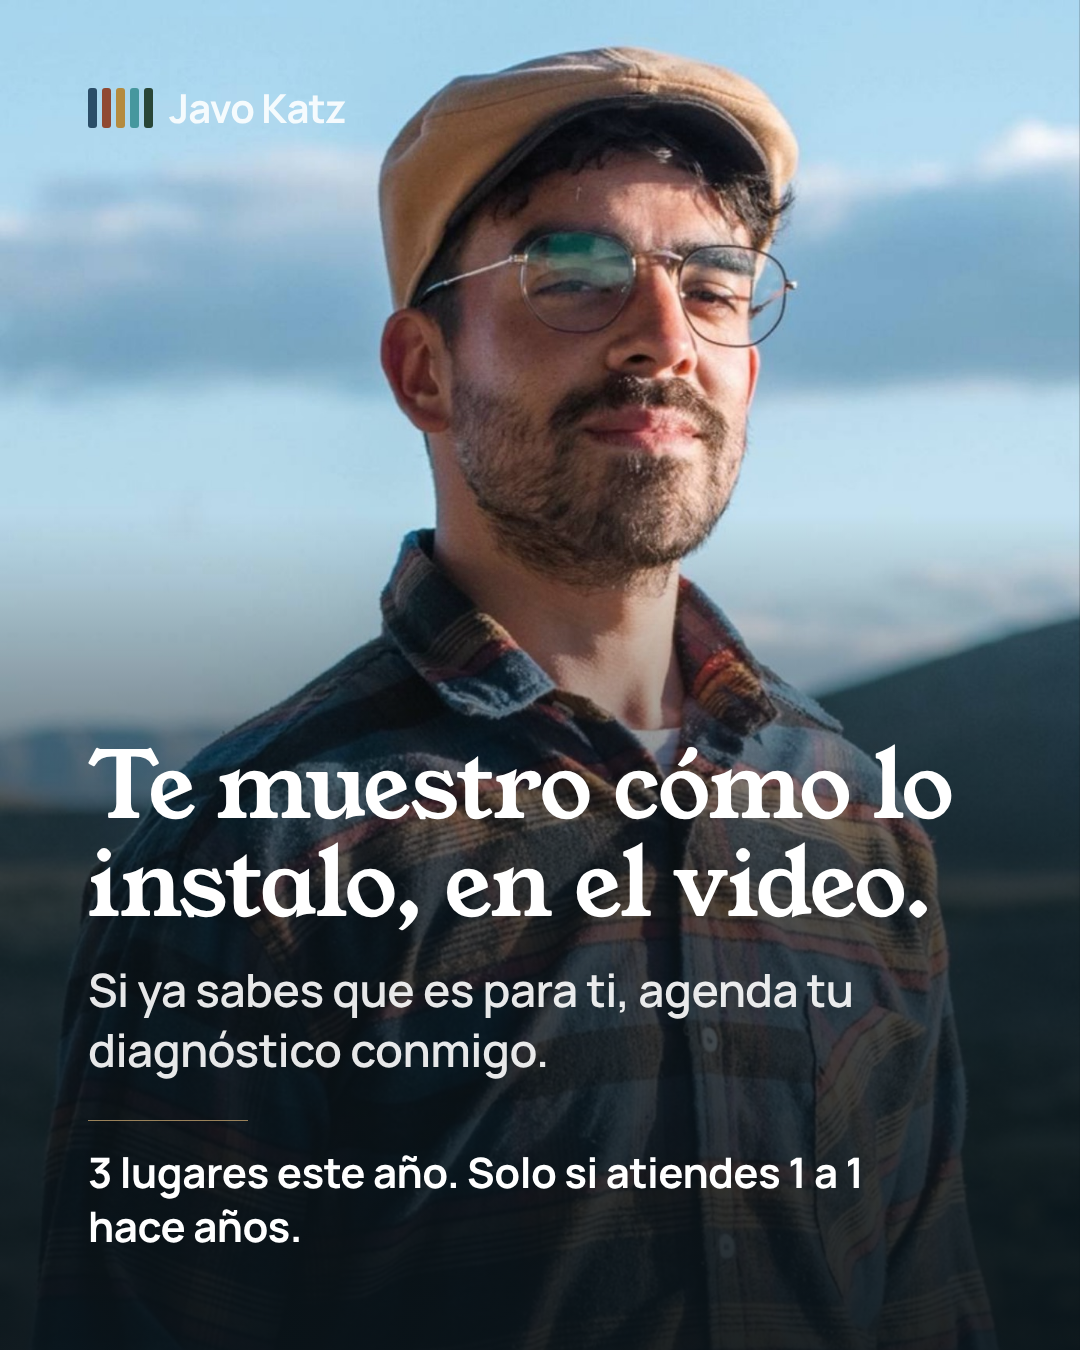 Javo Katz
Te muestro cómo lo
instalo, en el video.
Si ya sabes que es para ti, agenda tu
diagnóstico conmigo.
3 lugares este año. Solo si atiendes 1 a 1
hace años.